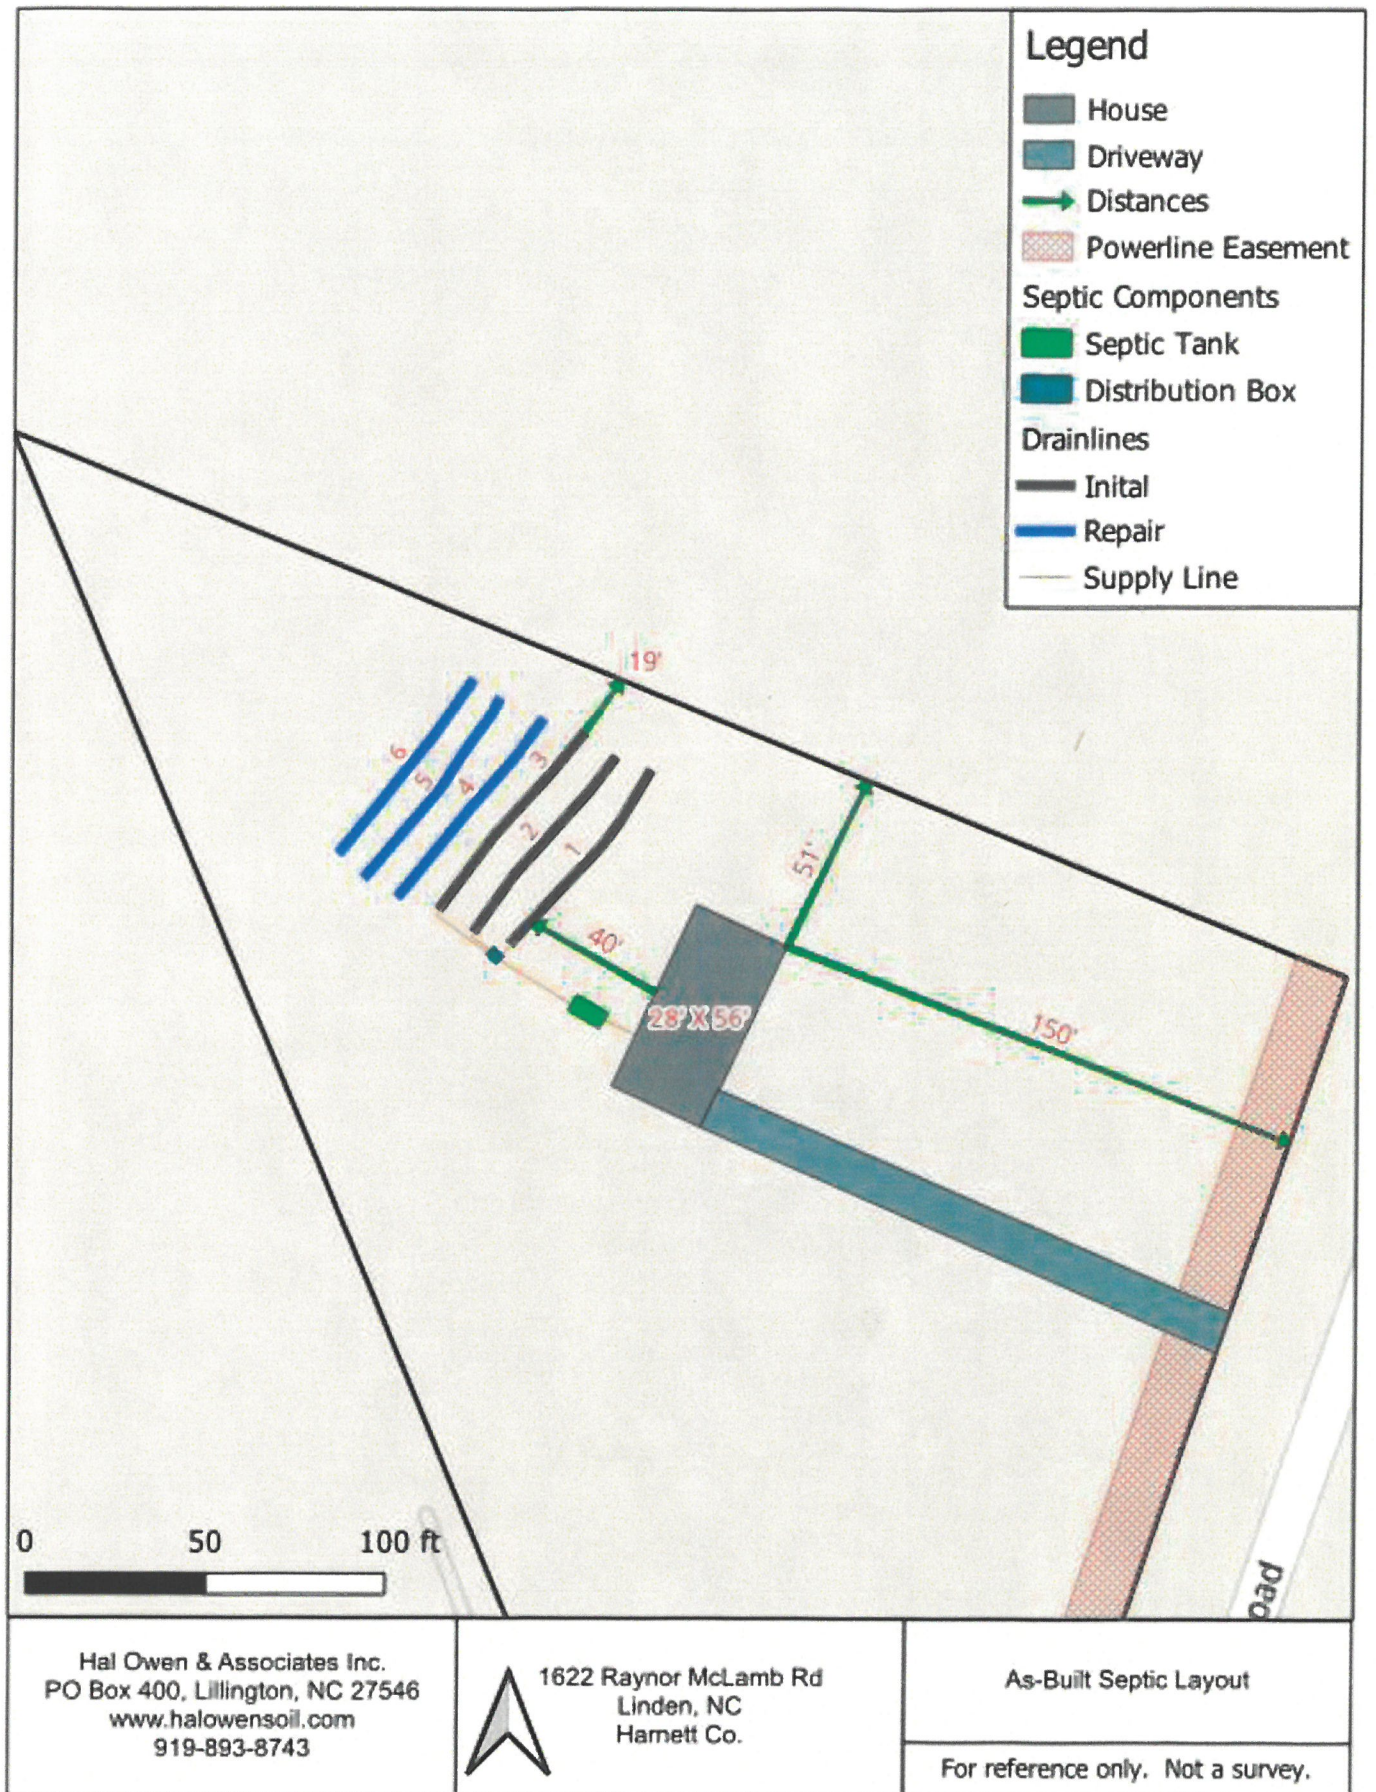 Legend
House
Driveway
Distances
Powerline Easement
Septic Components
Septic Tank
Distribution Box
Drainlines
Inital
Repair
Supply Line
19'
6
5
4
3
2
1
51'
40'
28' X 56'
150'
0 50 100 ft
oad
Hal Owen & Associates Inc.
PO Box 400, Lillington, NC 27546
www.halowensoil.com
919-893-8743
1622 Raynor McLamb Rd
Linden, NC
Harnett Co.
As-Built Septic Layout
For reference only. Not a survey.